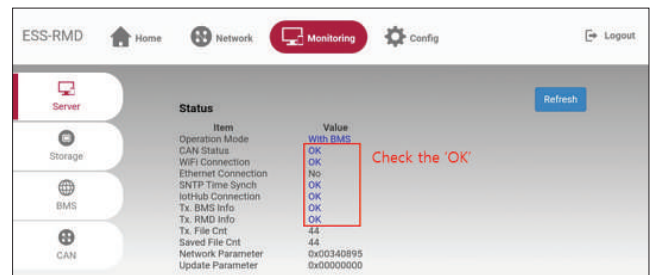 ESS-RMD Home Network Monitoring Config Logout
Server
Storage
BMS
CAN
Status
Refresh
Item Value
Operation Mode With BMS
CAN Status OK
WiFi Connection OK
Ethernet Connection No
SNTP Time Synch OK
IotHub Connection OK
Tx. BMS Info OK
Tx. RMD Info OK
Tx. File Cnt 44
Saved File Cnt 44
Network Parameter 0x00340895
Update Parameter 0x00000000
Check the 'OK'